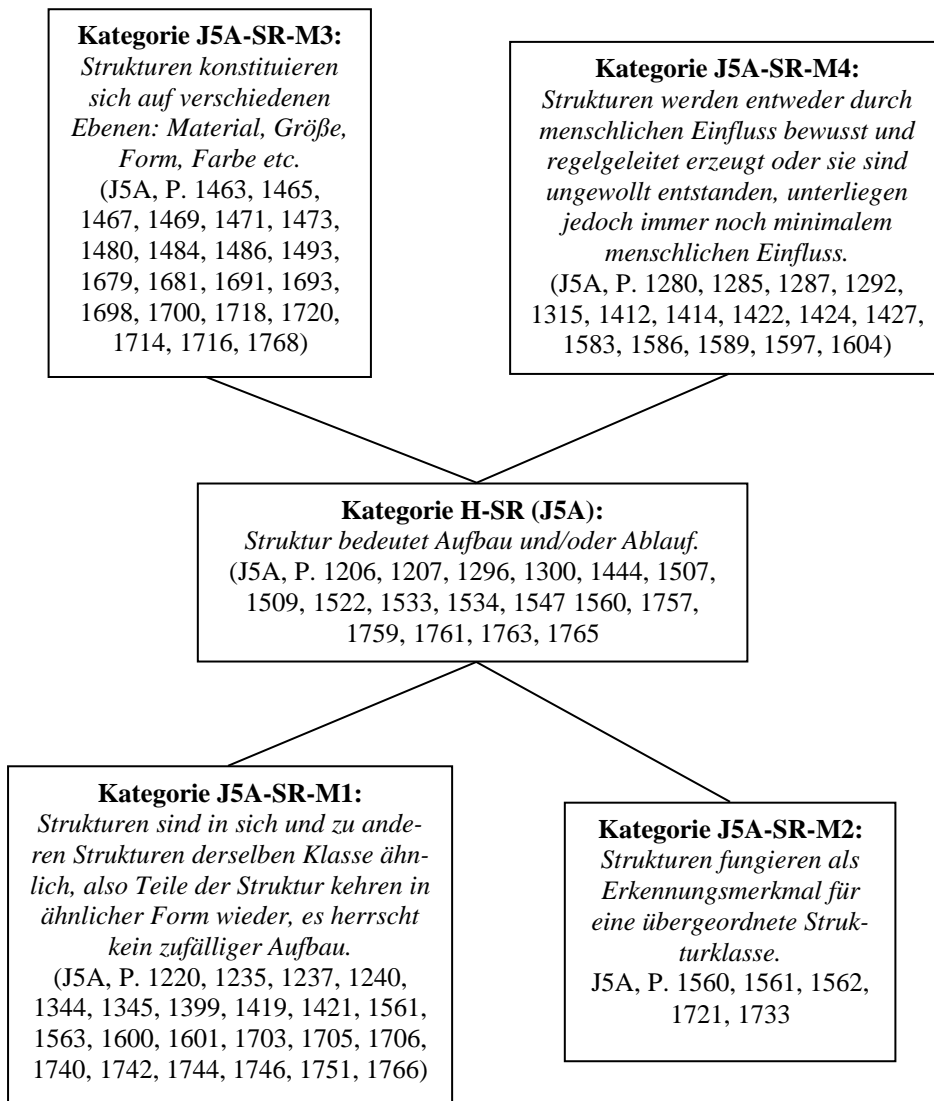 Kategorie J5A-SR-M3:
Strukturen konstituieren
sich auf verschiedenen
Ebenen: Material, Größe,
Form, Farbe etc.
(J5A, P. 1463, 1465,
1467, 1469, 1471, 1473,
1480, 1484, 1486, 1493,
1679, 1681, 1691, 1693,
1698, 1700, 1718, 1720,
1714, 1716, 1768)
Kategorie J5A-SR-M4:
Strukturen werden entweder durch
menschlichen Einfluss bewusst und
regelgeleitet erzeugt oder sie sind
ungewollt entstanden, unterliegen
jedoch immer noch minimalem
menschlichen Einfluss.
(J5A, P. 1280, 1285, 1287, 1292,
1315, 1412, 1414, 1422, 1424, 1427,
1583, 1586, 1589, 1597, 1604)
Kategorie H-SR (J5A):
Struktur bedeutet Aufbau und/oder Ablauf.
(J5A, P. 1206, 1207, 1296, 1300, 1444, 1507,
1509, 1522, 1533, 1534, 1547 1560, 1757,
1759, 1761, 1763, 1765
Kategorie J5A-SR-M1:
Strukturen sind in sich und zu ande-
ren Strukturen derselben Klasse ähn-
lich, also Teile der Struktur kehren in
ähnlicher Form wieder, es herrscht
kein zufälliger Aufbau.
(J5A, P. 1220, 1235, 1237, 1240,
1344, 1345, 1399, 1419, 1421, 1561,
1563, 1600, 1601, 1703, 1705, 1706,
1740, 1742, 1744, 1746, 1751, 1766)
Kategorie J5A-SR-M2:
Strukturen fungieren als
Erkennungsmerkmal für
eine übergeordnete Struk-
turklasse.
J5A, P. 1560, 1561, 1562,
1721, 1733